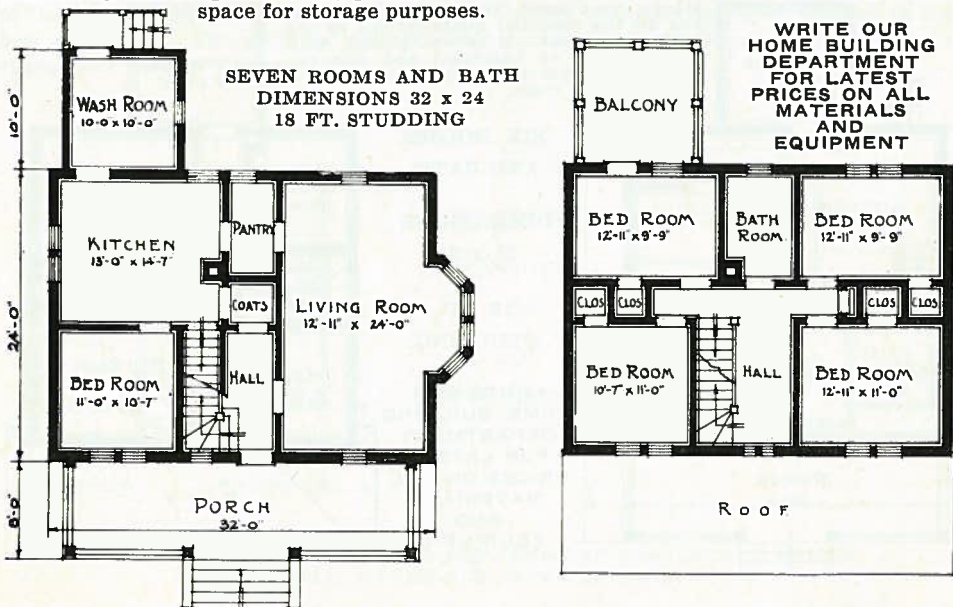 space for storage purposes.
SEVEN ROOMS AND BATH
DIMENSIONS 32 x 24
18 FT. STUDDING
WRITE OUR
HOME BUILDING
DEPARTMENT
FOR LATEST
PRICES ON ALL
MATERIALS
AND
EQUIPMENT
10'-0"
WASH ROOM
10'-0 x 10'-0"
24'-0"
KITCHEN
13'-0" x 14'-7"
PANTRY
COATS
LIVING ROOM
12'-11" x 24'-0"
BED ROOM
11'-0" x 10'-7"
HALL
8'-0"
PORCH
32'-0"
BALCONY
BED ROOM
12'-11" x 9'-9"
BATH
ROOM
BED ROOM
12'-11" x 9'-9"
CLOS
CLOS
CLOS
CLOS
BED ROOM
10'-7" x 11'-0"
HALL
BED ROOM
12'-11" x 11'-0"
ROOF